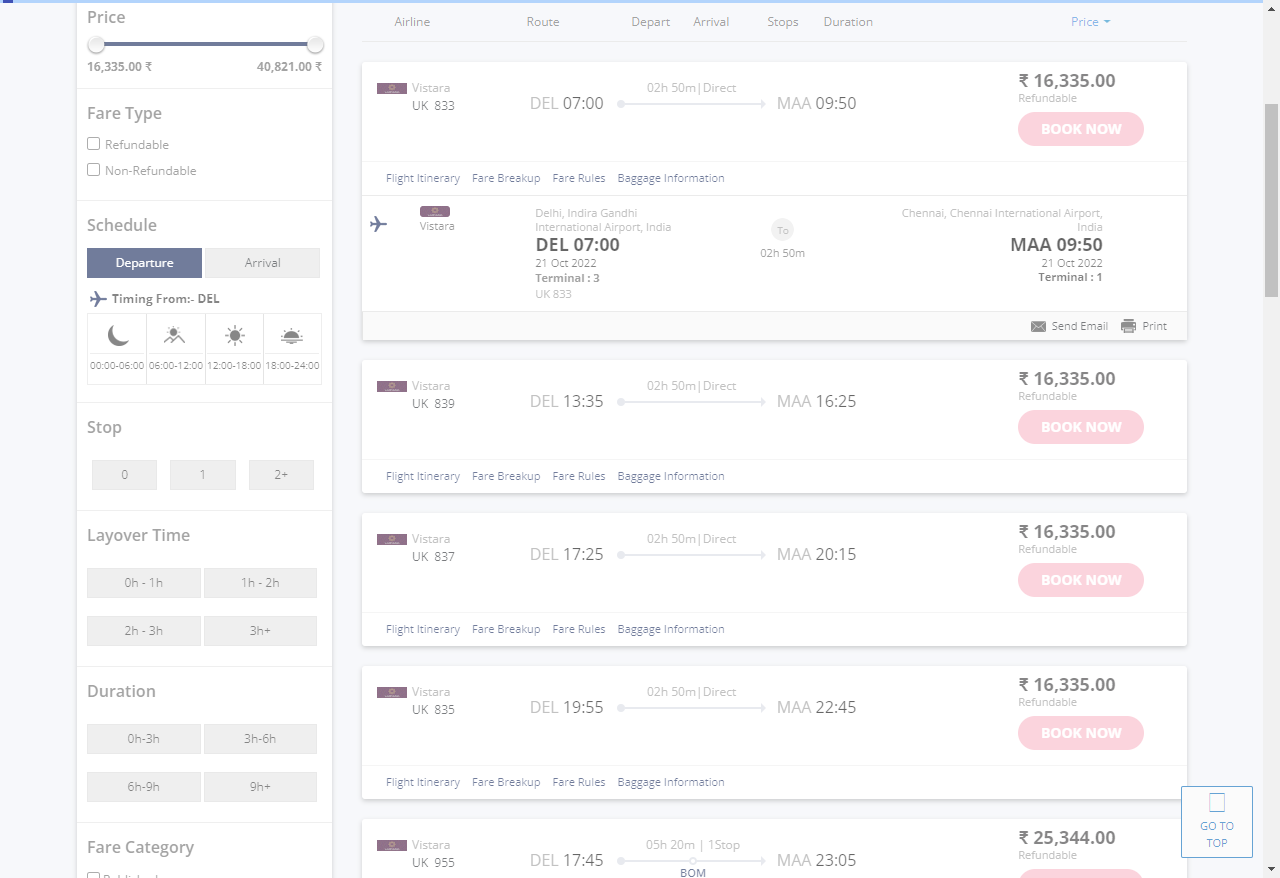 Price
16,335.00 ₹ 40,821.00 ₹
Fare Type
Refundable
Non-Refundable
Schedule
Departure Arrival
Timing From:- DEL
00:00-06:00 06:00-12:00 12:00-18:00 18:00-24:00
Stop
0 1 2+
Layover Time
0h - 1h 1h - 2h
2h - 3h 3h+
Duration
0h-3h 3h-6h
6h-9h 9h+
Fare Category
Airline Route Depart Arrival Stops Duration Price
Vistara
UK 833
DEL 07:00
02h 50m|Direct
MAA 09:50
₹ 16,335.00
Refundable
BOOK NOW
Flight Itinerary Fare Breakup Fare Rules Baggage Information
Vistara
Delhi, Indira Gandhi
International Airport, India
DEL 07:00
21 Oct 2022
Terminal : 3
UK 833
To
02h 50m
Chennai, Chennai International Airport,
India
MAA 09:50
21 Oct 2022
Terminal : 1
Send Email Print
Vistara
UK 839
DEL 13:35
02h 50m|Direct
MAA 16:25
₹ 16,335.00
Refundable
BOOK NOW
Flight Itinerary Fare Breakup Fare Rules Baggage Information
Vistara
UK 837
DEL 17:25
02h 50m|Direct
MAA 20:15
₹ 16,335.00
Refundable
BOOK NOW
Flight Itinerary Fare Breakup Fare Rules Baggage Information
Vistara
UK 835
DEL 19:55
02h 50m|Direct
MAA 22:45
₹ 16,335.00
Refundable
BOOK NOW
Flight Itinerary Fare Breakup Fare Rules Baggage Information
Vistara
UK 955
DEL 17:45
05h 20m | 1Stop
BOM
MAA 23:05
₹ 25,344.00
Refundable
GO TO
TOP